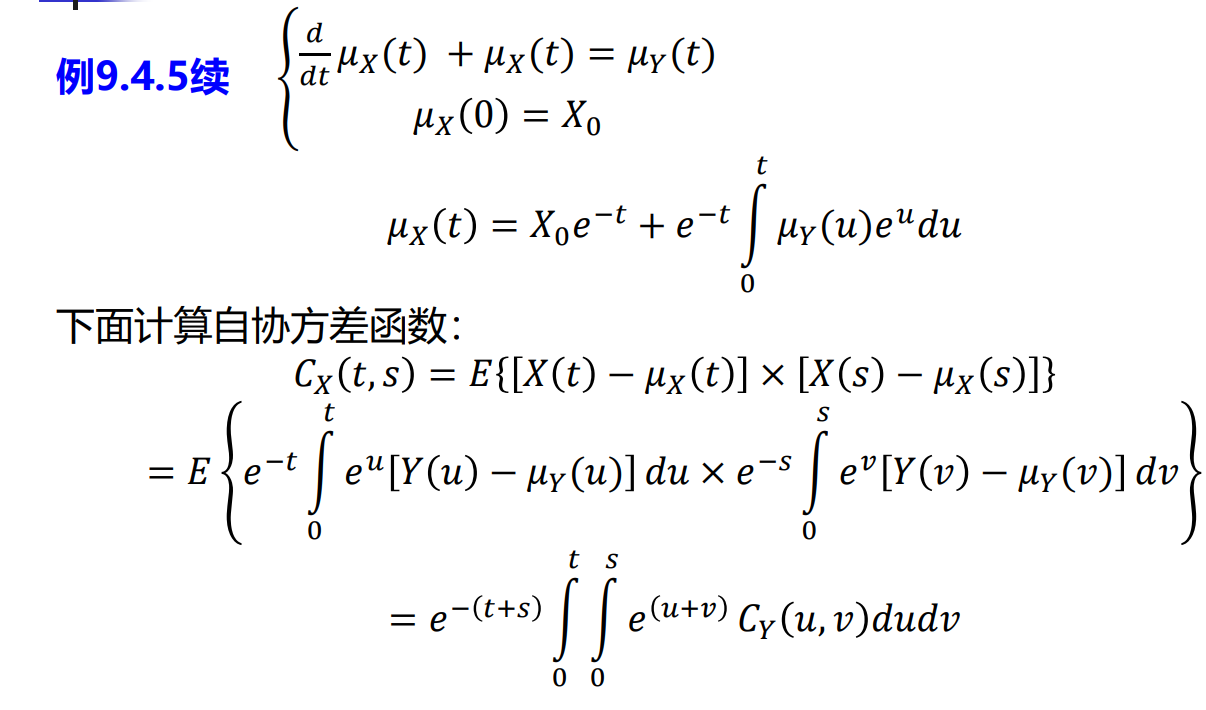 例9.4.5续 { d/dt μ_X(t) + μ_X(t) = μ_Y(t)
μ_X(0) = X_0
μ_X(t) = X_0 e^{-t} + e^{-t} ∫_0^t μ_Y(u)e^u du
下面计算自协方差函数：
C_X(t,s) = E{[X(t) − μ_X(t)] × [X(s) − μ_X(s)]}
= E { e^{-t} ∫_0^t e^u [Y(u) − μ_Y(u)] du × e^{-s} ∫_0^s e^v [Y(v) − μ_Y(v)] dv }
= e^{-(t+s)} ∫_0^t ∫_0^s e^{(u+v)} C_Y(u,v)dudv